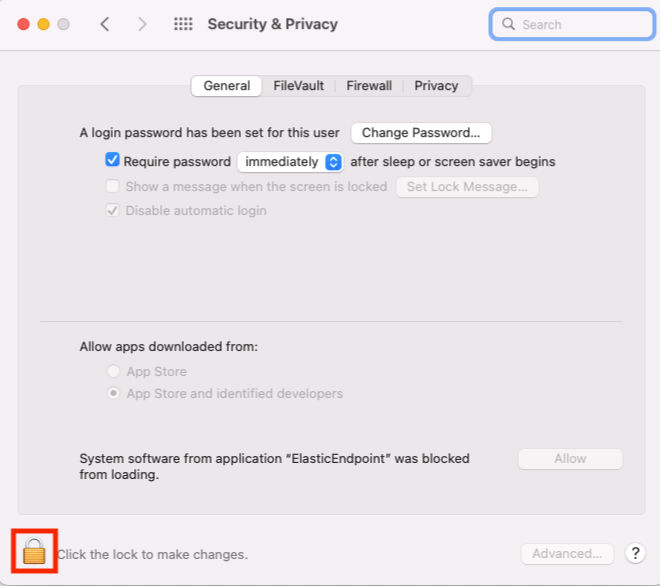 Security & Privacy
Search
General FileVault Firewall Privacy
A login password has been set for this user Change Password...
Require password immediately after sleep or screen saver begins
Show a message when the screen is locked Set Lock Message...
Disable automatic login
Allow apps downloaded from:
App Store
App Store and identified developers
System software from application “ElasticEndpoint” was blocked
from loading.
Allow
Click the lock to make changes.
Advanced... ?